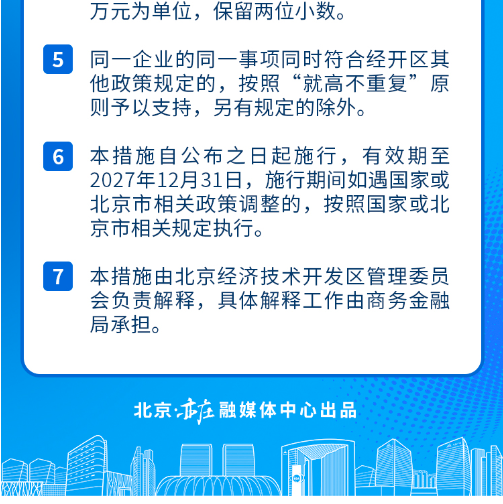 万元为单位，保留两位小数。
5 同一企业的同一事项同时符合经开区其
他政策规定的，按照“就高不重复”原
则予以支持，另有规定的除外。
6 本措施自公布之日起施行，有效期至
2027年12月31日，施行期间如遇国家或
北京市相关政策调整的，按照国家或北
京市相关规定执行。
7 本措施由北京经济技术开发区管理委员
会负责解释，具体解释工作由商务金融
局承担。
北京亦庄融媒体中心出品